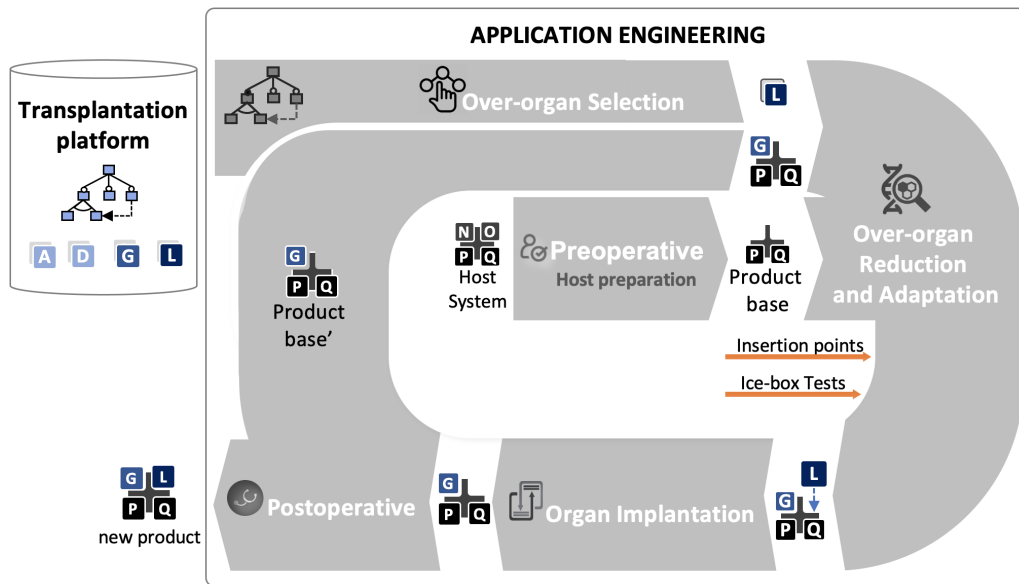 APPLICATION ENGINEERING
Transplantation
platform
A D G L
Over-organ Selection
L
G
P Q
N O
P Q
Host
System
Preoperative
Host preparation
P Q
Product
base
Over-organ
Reduction
and Adaptation
G
P Q
Product
base’
Insertion points
Ice-box Tests
G L
P Q
new product
Postoperative
G
P Q
Organ Implantation
L
G
P Q